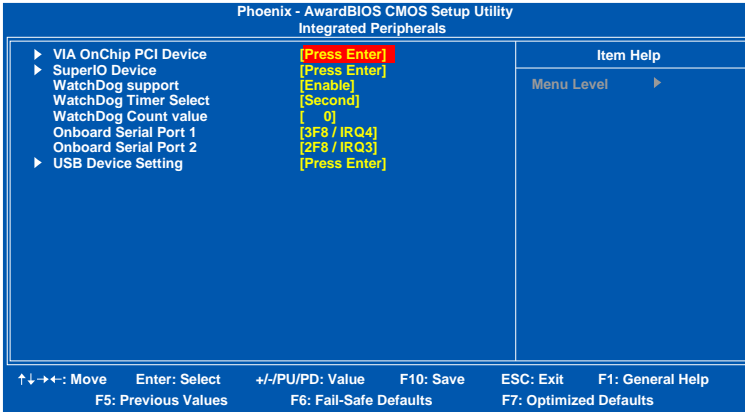 Phoenix - AwardBIOS CMOS Setup Utility
Integrated Peripherals
VIA OnChip PCI Device [Press Enter]
SuperIO Device [Press Enter]
WatchDog support [Enable]
WatchDog Timer Select [Second]
WatchDog Count value [ 0]
Onboard Serial Port 1 [3F8 / IRQ4]
Onboard Serial Port 2 [2F8 / IRQ3]
USB Device Setting [Press Enter]
Item Help
Menu Level
↑↓→←: Move Enter: Select +/-/PU/PD: Value F10: Save ESC: Exit F1: General Help
F5: Previous Values F6: Fail-Safe Defaults F7: Optimized Defaults